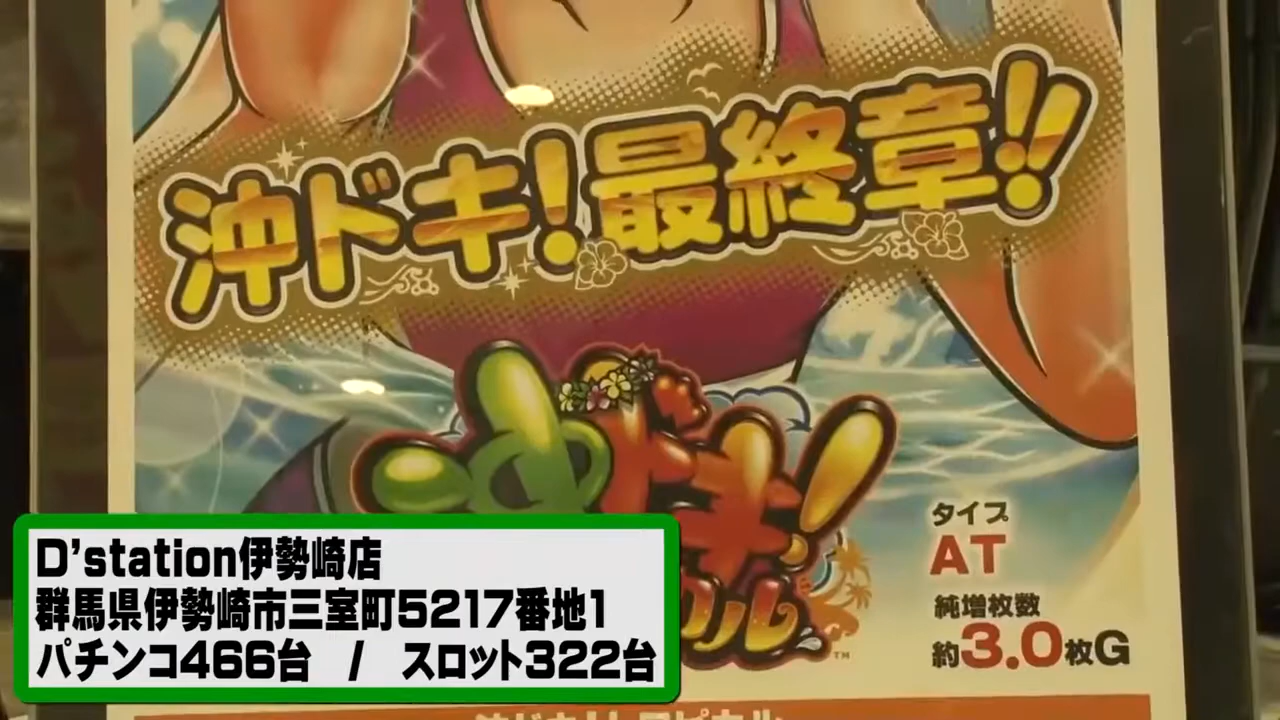 沖ドキ!最終章!!
沖ドキ!
タイプ
AT
純増枚数
約3.0枚G
D'station伊勢崎店
群馬県伊勢崎市三室町5217番地1
パチンコ466台 / スロット322台